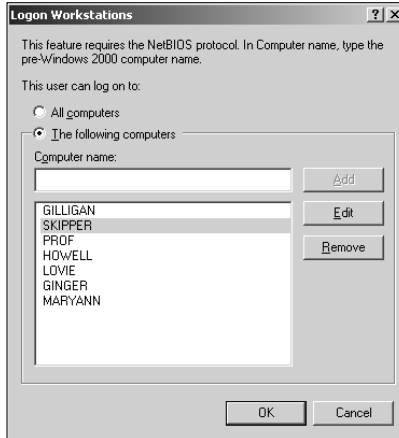 Logon Workstations
This feature requires the NetBIOS protocol. In Computer name, type the
pre-Windows 2000 computer name.
This user can log on to:
All computers
The following computers
Computer name:
Add
GILLIGAN
SKIPPER
PROF
HOWELL
LOVIE
GINGER
MARYANN
Edit
Remove
OK
Cancel